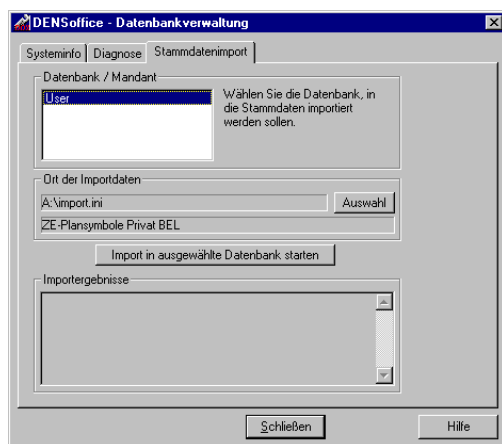 DENSoffice - Datenbankverwaltung
Systeminfo
Diagnose
Stammdatenimport
Datenbank / Mandant
User
Wählen Sie die Datenbank, in
die Stammdaten importiert
werden sollen.
Ort der Importdaten
A:\import.ini
Auswahl
ZE-Plansymbole Privat BEL
Import in ausgewählte Datenbank starten
Importergebnisse
Schließen
Hilfe